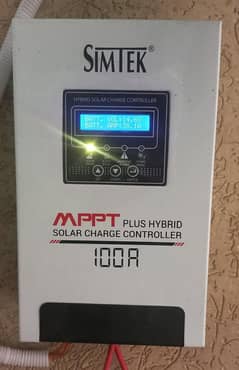 SIMTEK®
HYBRID SOLAR CHARGE CONTROLLER
MPPT PLUS HYBRID
SOLAR CHARGE CONTROLLER
100A